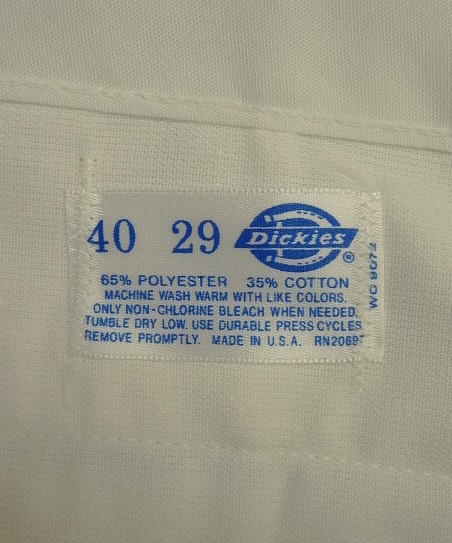 40 29 Dickies ®
65% POLYESTER 35% COTTON
MACHINE WASH WARM WITH LIKE COLORS.
ONLY NON-CHLORINE BLEACH WHEN NEEDED.
TUMBLE DRY LOW. USE DURABLE PRESS CYCLES
REMOVE PROMPTLY. MADE IN U.S.A. RN20697
WC 9072